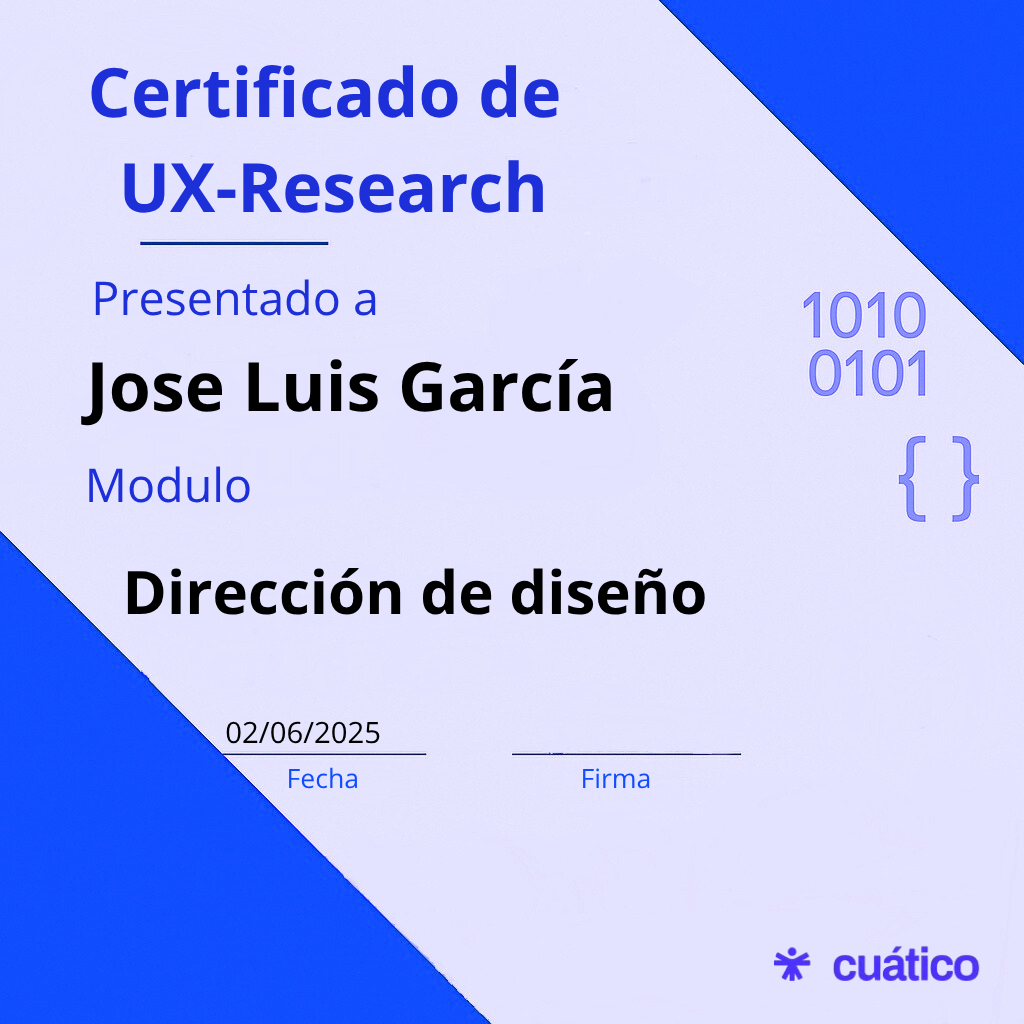 Certificado de
UX-Research
Presentado a
Jose Luis García
Modulo
Dirección de diseño
1010
0101
{ }
02/06/2025
Fecha
Firma
cuático